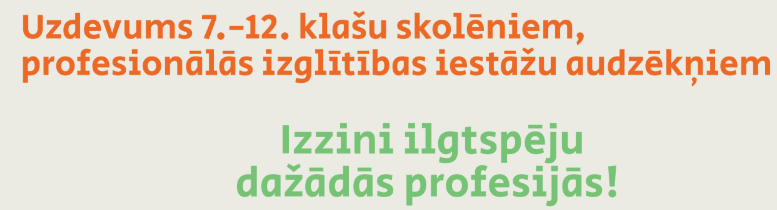 Uzdevums 7.–12. klašu skolēniem,
profesionālās izglītības iestāžu audzēkņiem
Izzini ilgtspēju
dažādās profesijās!